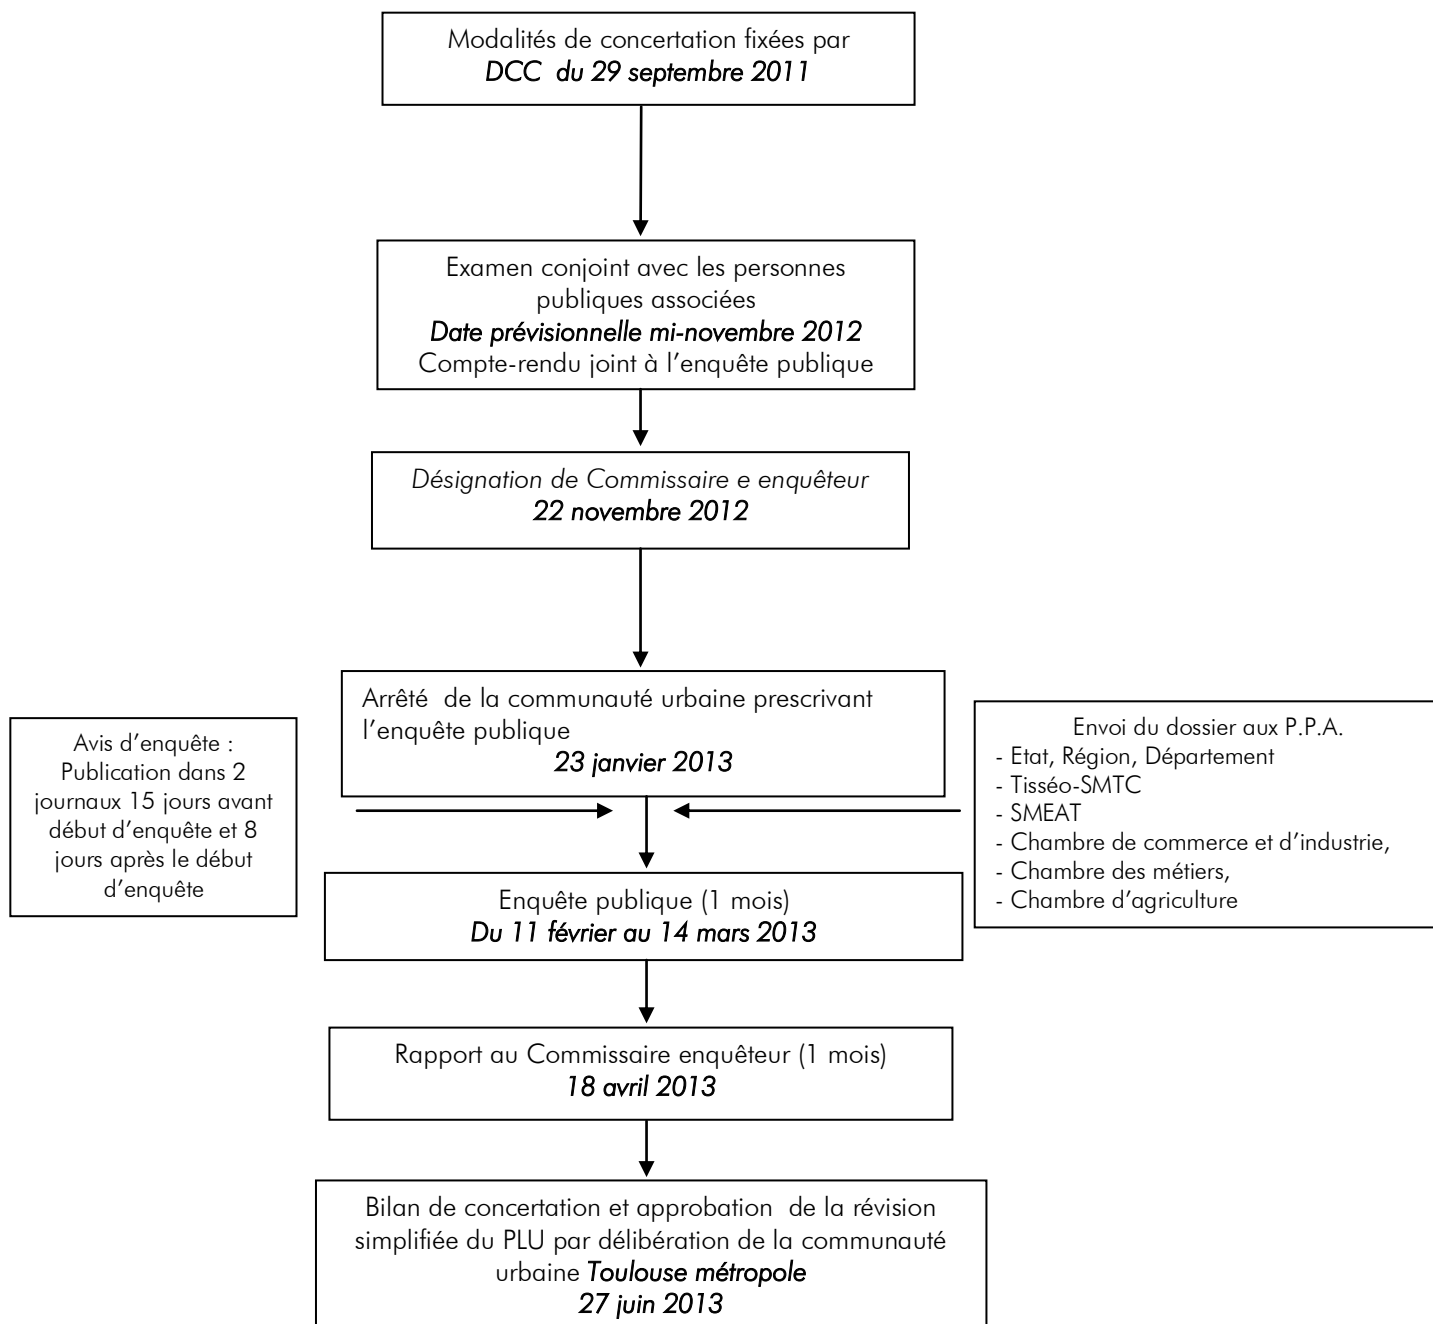 Modalités de concertation fixées par
DCC du 29 septembre 2011
Examen conjoint avec les personnes
publiques associées
Date prévisionnelle mi-novembre 2012
Compte-rendu joint à l'enquête publique
Désignation de Commissaire e enquêteur
22 novembre 2012
Arrêté de la communauté urbaine prescrivant
l'enquête publique
23 janvier 2013
Avis d'enquête :
Publication dans 2
journaux 15 jours avant
début d'enquête et 8
jours après le début
d'enquête
Envoi du dossier aux P.P.A.
- Etat, Région, Département
- Tisséo-SMTC
- SMEAT
- Chambre de commerce et d'industrie,
- Chambre des métiers,
- Chambre d'agriculture
Enquête publique (1 mois)
Du 11 février au 14 mars 2013
Rapport au Commissaire enquêteur (1 mois)
18 avril 2013
Bilan de concertation et approbation de la révision
simplifiée du PLU par délibération de la communauté
urbaine Toulouse métropole
27 juin 2013